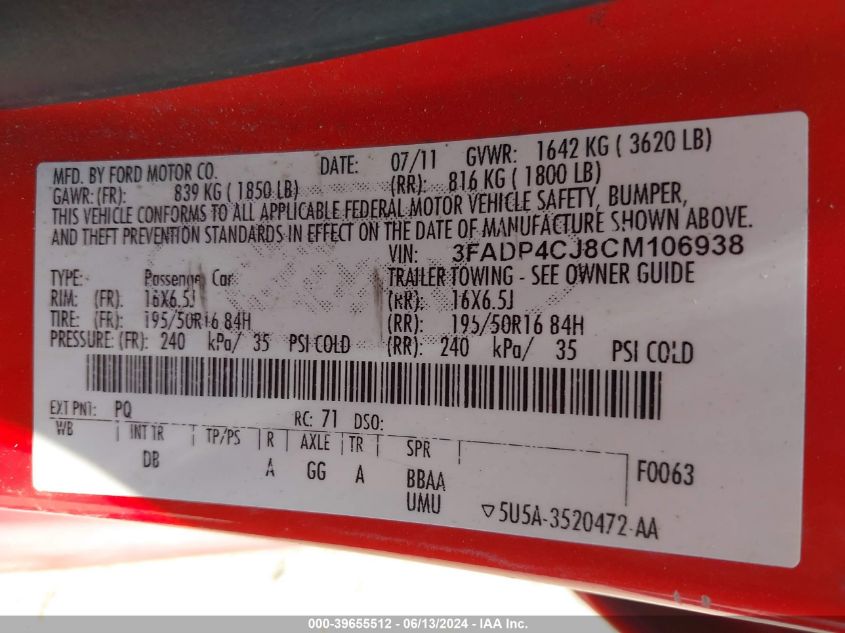 MFD. BY FORD MOTOR CO. DATE: 07/11 GVWR: 1642 KG ( 3620 LB)
GAWR: (FR): 839 KG ( 1850 LB) (RR): 816 KG ( 1800 LB)
THIS VEHICLE CONFORMS TO ALL APPLICABLE FEDERAL MOTOR VEHICLE SAFETY, BUMPER,
AND THEFT PREVENTION STANDARDS IN EFFECT ON THE DATE OF MANUFACTURE SHOWN ABOVE.
VIN: 3FADP4CJ8CM106938
TYPE: Passenger Car TRAILER TOWING - SEE OWNER GUIDE
RIM: (FR): 16X6.5J (RR): 16X6.5J
TIRE: (FR): 195/50R16 84H (RR): 195/50R16 84H
PRESSURE: (FR): 240 kPa/ 35 PSI COLD (RR): 240 kPa/ 35 PSI COLD
EXT PNT: PQ RC: 71 DSO:
WB INT TR TP/PS R AXLE TR SPR
DB A GG A BBAA F0063
UMU ▽5U5A-3520472-AA
000-39655512 - 06/13/2024 - IAA Inc.